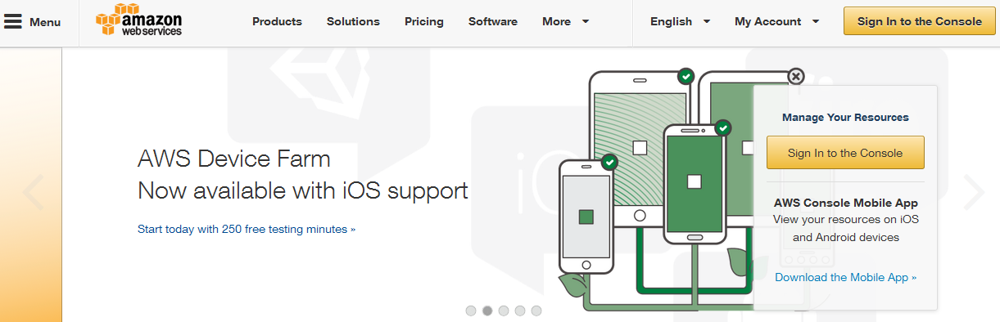 Menu
amazon
web services
Products
Solutions
Pricing
Software
More
English
My Account
Sign In to the Console
AWS Device Farm
Now available with iOS support
Start today with 250 free testing minutes »
iO
Manage Your Resources
Sign In to the Console
AWS Console Mobile App
View your resources on iOS
and Android devices
Download the Mobile App »